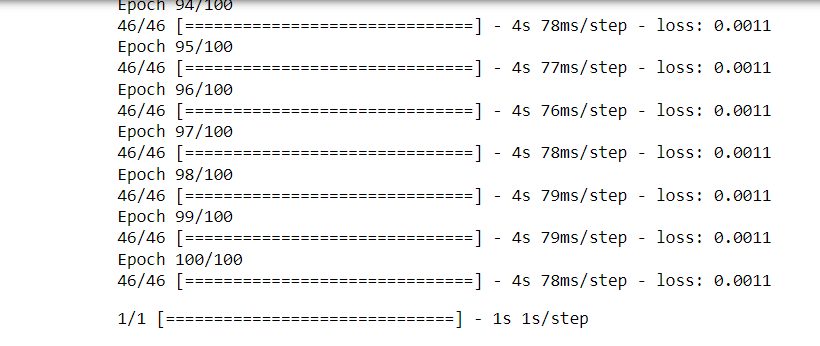 Epoch 94/100
46/46 [==============================] - 4s 78ms/step - loss: 0.0011
Epoch 95/100
46/46 [==============================] - 4s 77ms/step - loss: 0.0011
Epoch 96/100
46/46 [==============================] - 4s 76ms/step - loss: 0.0011
Epoch 97/100
46/46 [==============================] - 4s 78ms/step - loss: 0.0011
Epoch 98/100
46/46 [==============================] - 4s 79ms/step - loss: 0.0011
Epoch 99/100
46/46 [==============================] - 4s 79ms/step - loss: 0.0011
Epoch 100/100
46/46 [==============================] - 4s 78ms/step - loss: 0.0011
1/1 [==============================] - 1s 1s/step